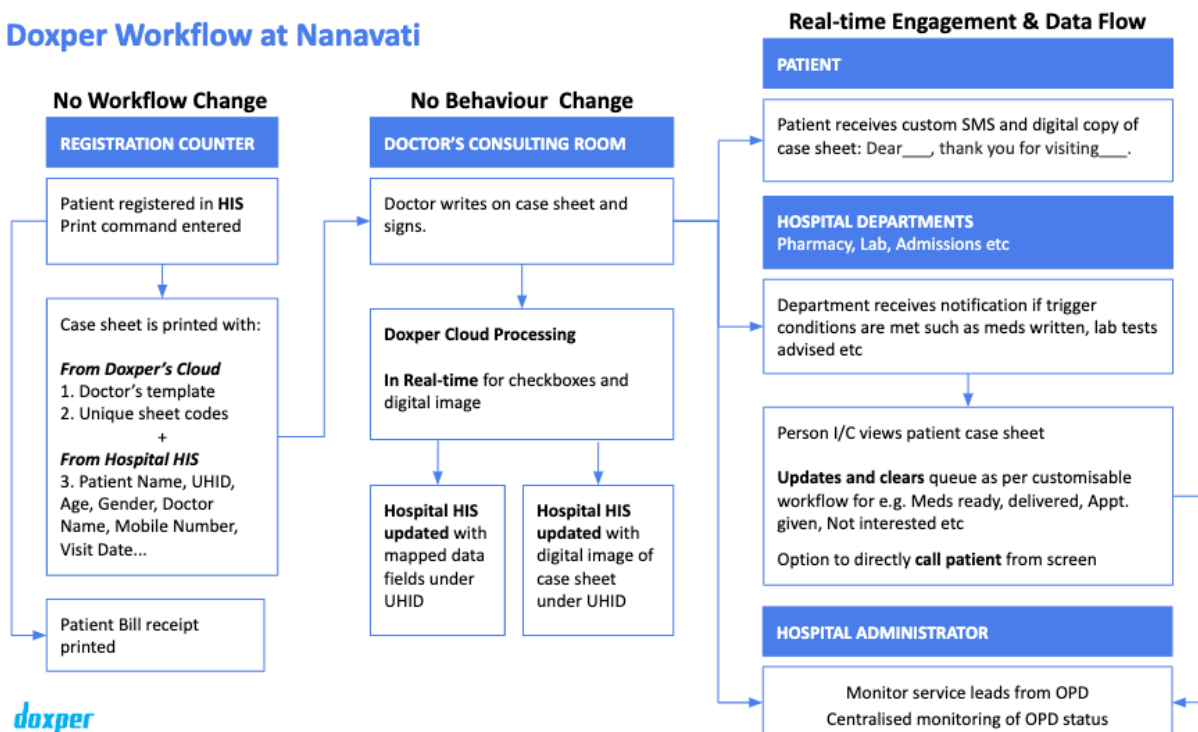 Doxper Workflow at Nanavati
No Workflow Change
REGISTRATION COUNTER
Patient registered in HIS
Print command entered
Case sheet is printed with:
From Doxper's Cloud
1. Doctor's template
2. Unique sheet codes
+
From Hospital HIS
3. Patient Name, UHID,
Age, Gender, Doctor
Name, Mobile Number,
Visit Date...
Patient Bill receipt
printed
doxper
No Behaviour Change
DOCTOR'S CONSULTING ROOM
Doctor writes on case sheet and
signs.
Doxper Cloud Processing
In Real-time for checkboxes and
digital image
Hospital HIS
updated with
mapped data
fields under
UHID
Hospital HIS
updated with
digital image of
case sheet
under UHID
Real-time Engagement & Data Flow
PATIENT
Patient receives custom SMS and digital copy of
case sheet: Dear___, thank you for visiting___.
HOSPITAL DEPARTMENTS
Pharmacy, Lab, Admissions etc
Department receives notification if trigger
conditions are met such as meds written, lab tests
advised etc
Person I/C views patient case sheet
Updates and clears queue as per customisable
workflow for e.g. Meds ready, delivered, Appt.
given, Not interested etc
Option to directly call patient from screen
HOSPITAL ADMINISTRATOR
Monitor service leads from OPD
Centralised monitoring of OPD status